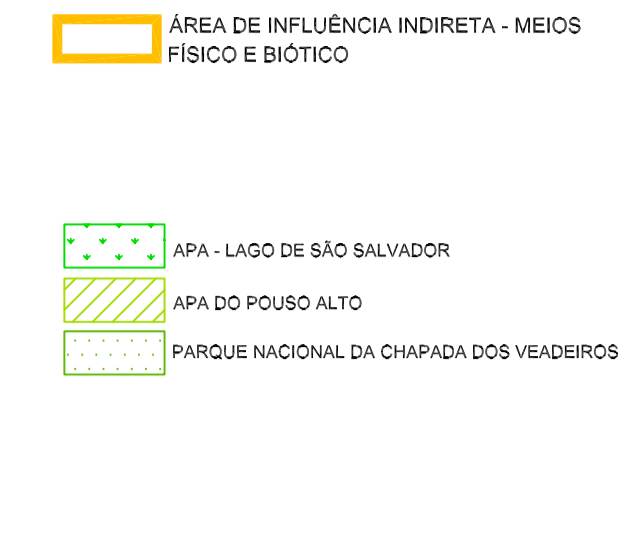 ÁREA DE INFLUÊNCIA INDIRETA - MEIOS
FÍSICO E BIÓTICO
APA - LAGO DE SÃO SALVADOR
APA DO POUSO ALTO
PARQUE NACIONAL DA CHAPADA DOS VEADEIROS